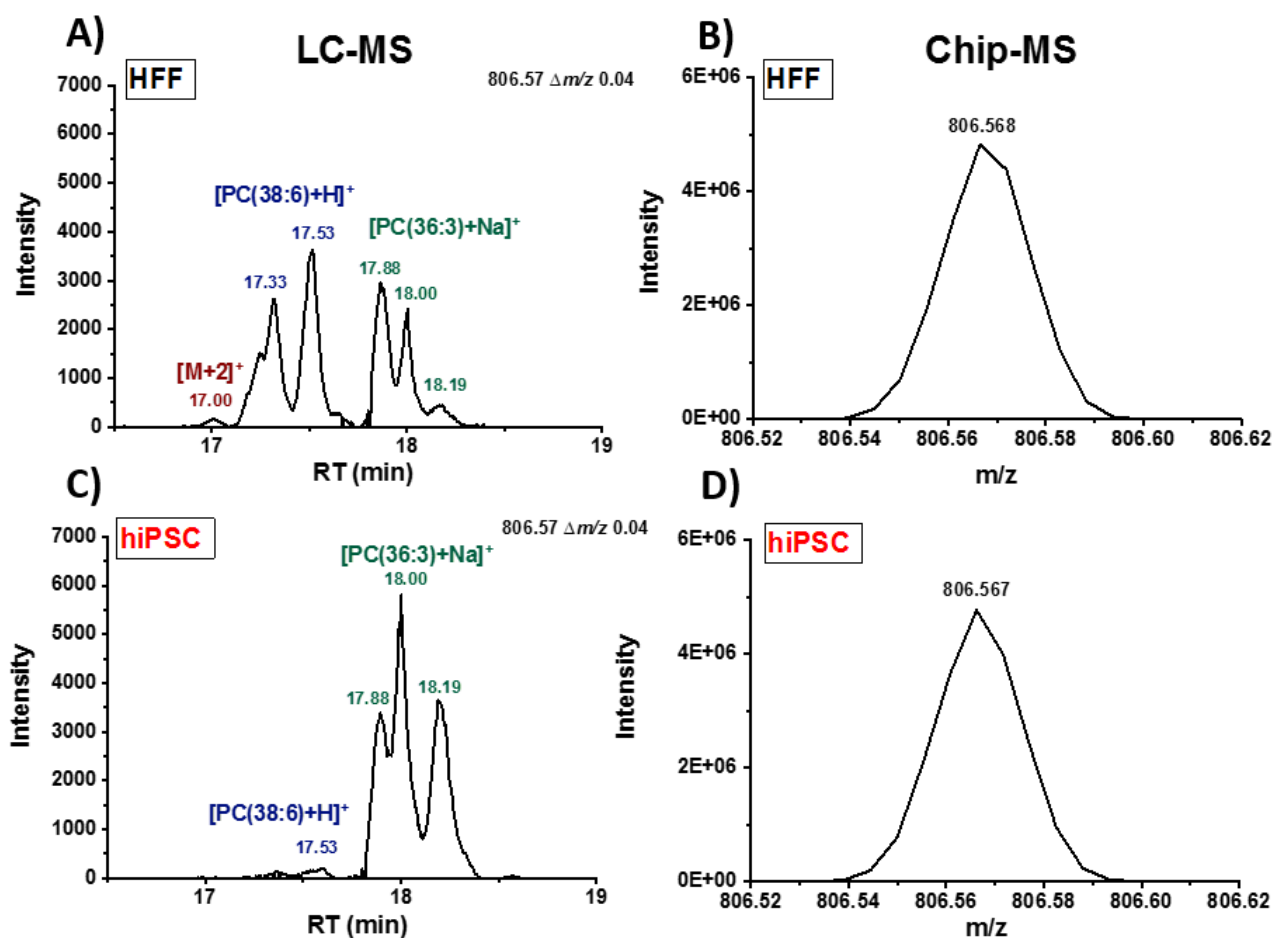 A)
LC-MS
HFF
806.57 Δm/z 0.04
7000
6000
5000
4000
3000
2000
1000
0
Intensity
[PC(38:6)+H]⁺
17.53
17.33
[PC(36:3)+Na]⁺
17.88
18.00
18.19
[M+2]⁺
17.00
17
18
19
RT (min)
B)
Chip-MS
HFF
6E+06
4E+06
2E+06
0E+00
Intensity
806.568
806.52
806.54
806.56
806.58
806.60
806.62
m/z
C)
hiPSC
806.57 Δm/z 0.04
7000
6000
5000
4000
3000
2000
1000
0
Intensity
[PC(36:3)+Na]⁺
18.00
17.88
18.19
[PC(38:6)+H]⁺
17.53
17
18
19
RT (min)
D)
hiPSC
6E+06
4E+06
2E+06
0E+00
Intensity
806.567
806.52
806.54
806.56
806.58
806.60
806.62
m/z